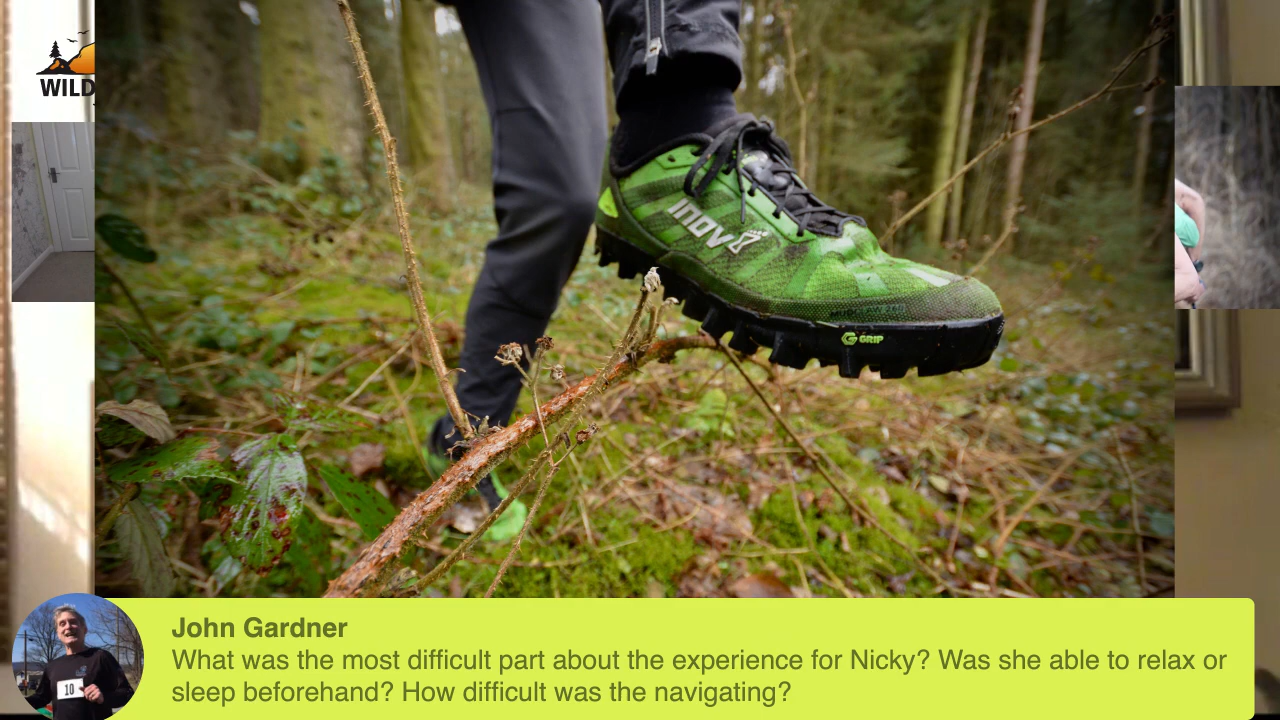 WILD
INOV8
GRIP
John Gardner
What was the most difficult part about the experience for Nicky? Was she able to relax or
sleep beforehand? How difficult was the navigating?
10